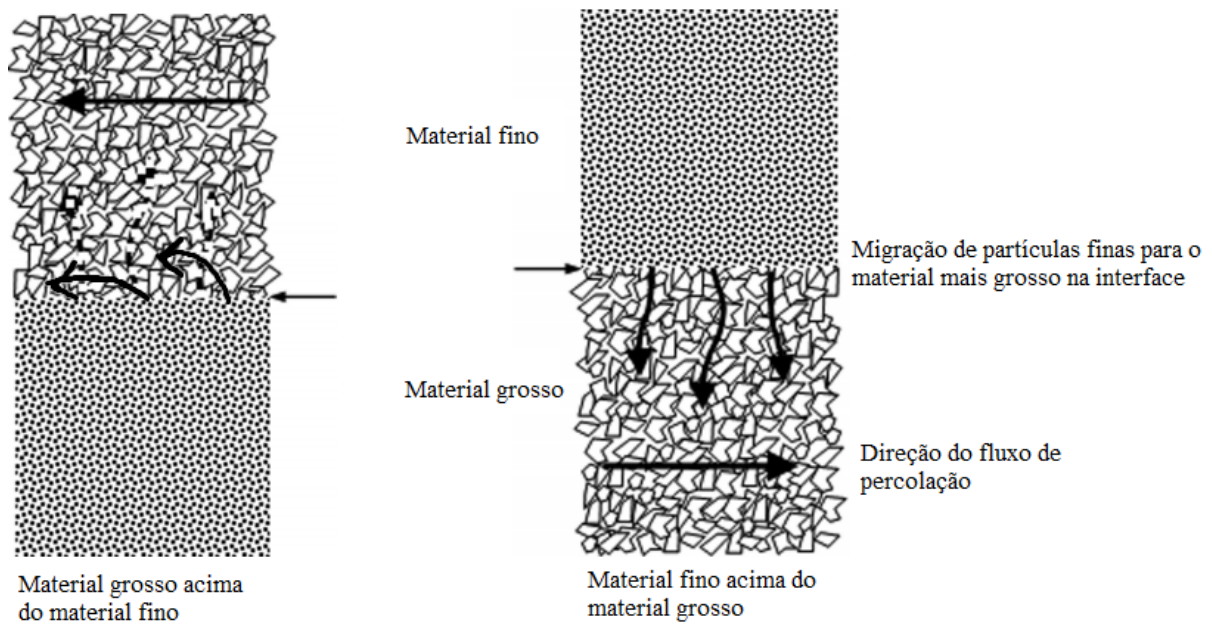 Material fino
Migração de partículas finas para o
material mais grosso na interface
Material grosso
Direção do fluxo de
percolação
Material grosso acima
do material fino
Material fino acima do
material grosso